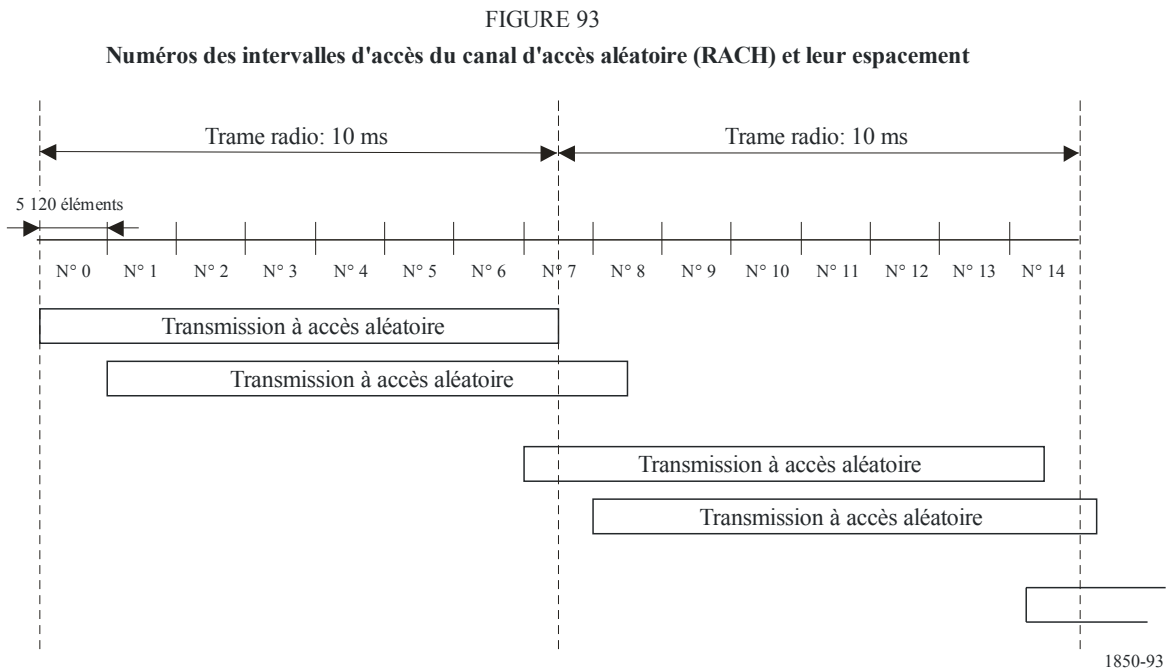 FIGURE 93
Numéros des intervalles d'accès du canal d'accès aléatoire (RACH) et leur espacement
Trame radio: 10 ms
Trame radio: 10 ms
5 120 éléments
N° 0 N° 1 N° 2 N° 3 N° 4 N° 5 N° 6 N° 7 N° 8 N° 9 N° 10 N° 11 N° 12 N° 13 N° 14
Transmission à accès aléatoire
Transmission à accès aléatoire
Transmission à accès aléatoire
Transmission à accès aléatoire
1850-93